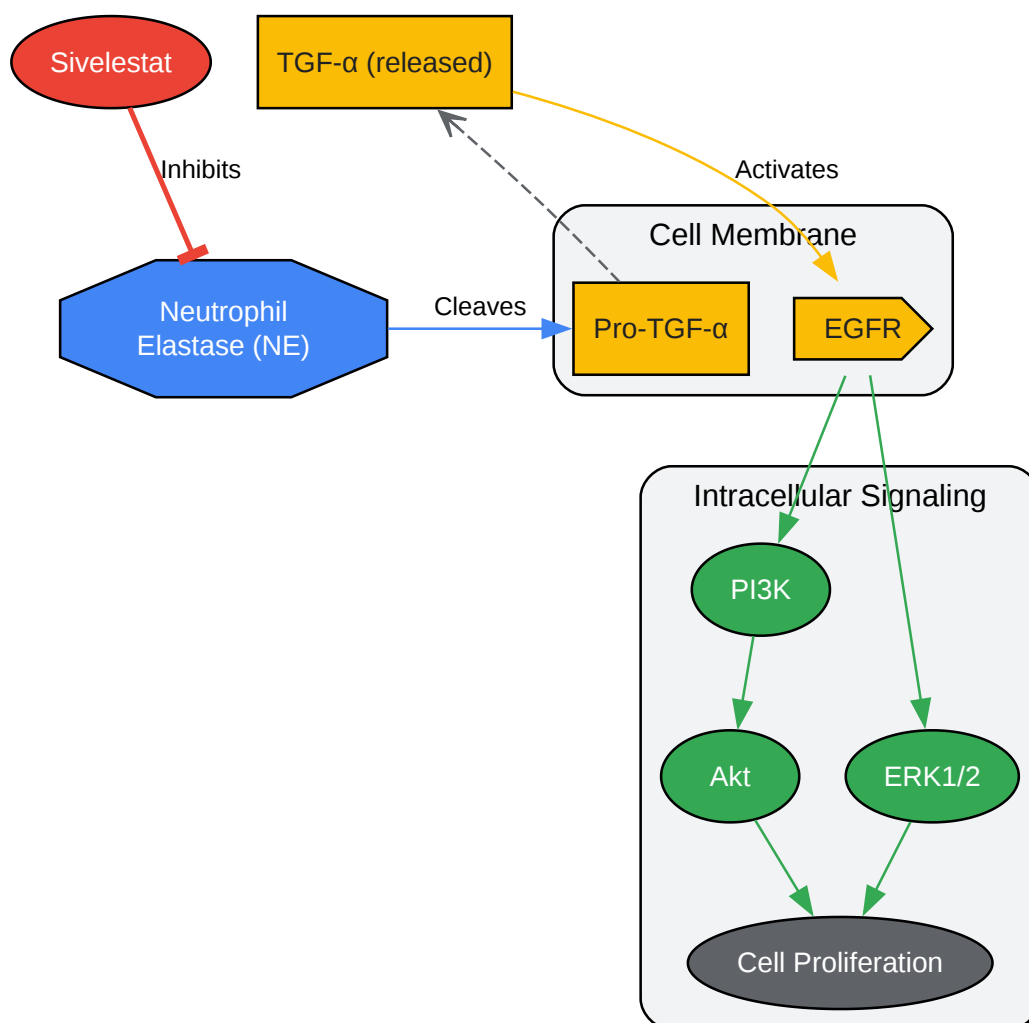 Sivelestat
TGF-α (released)
Inhibits
Activates
Cell Membrane
Neutrophil
Elastase (NE)
Cleaves
Pro-TGF-α
EGFR
Intracellular Signaling
PI3K
Akt
ERK1/2
Cell Proliferation